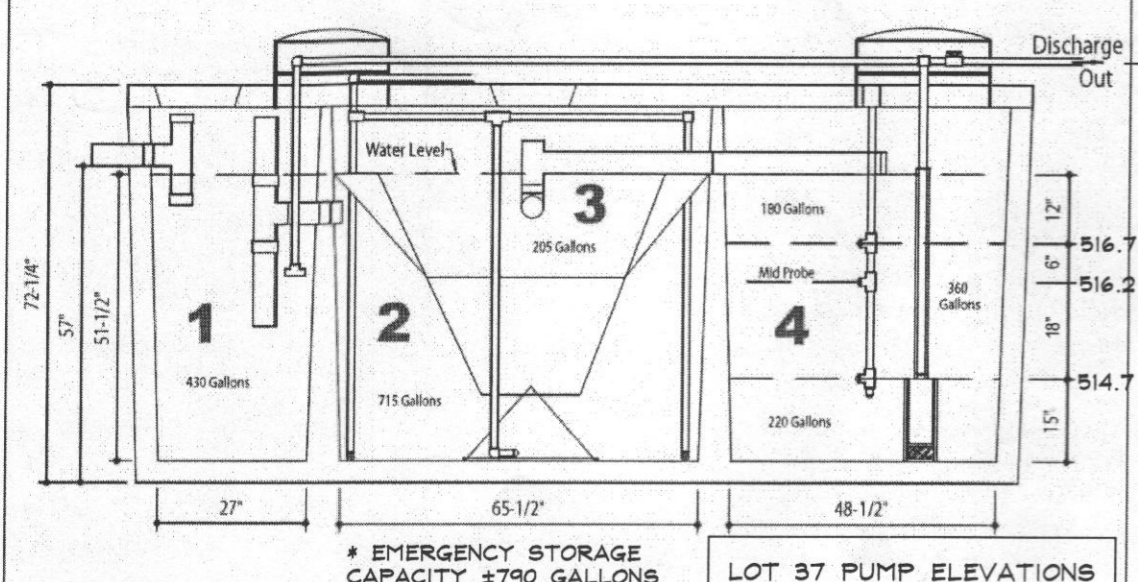 Discharge
Out
Water Level
1
2
3
4
430 Gallons
715 Gallons
205 Gallons
180 Gallons
Mid Probe
360
Gallons
220 Gallons
72-1/4"
57"
51-1/2"
12"
6"
18"
15"
516.7
516.2
514.7
27"
65-1/2"
48-1/2"
* EMERGENCY STORAGE
CAPACITY ±790 GALLONS
LOT 37 PUMP ELEVATIONS